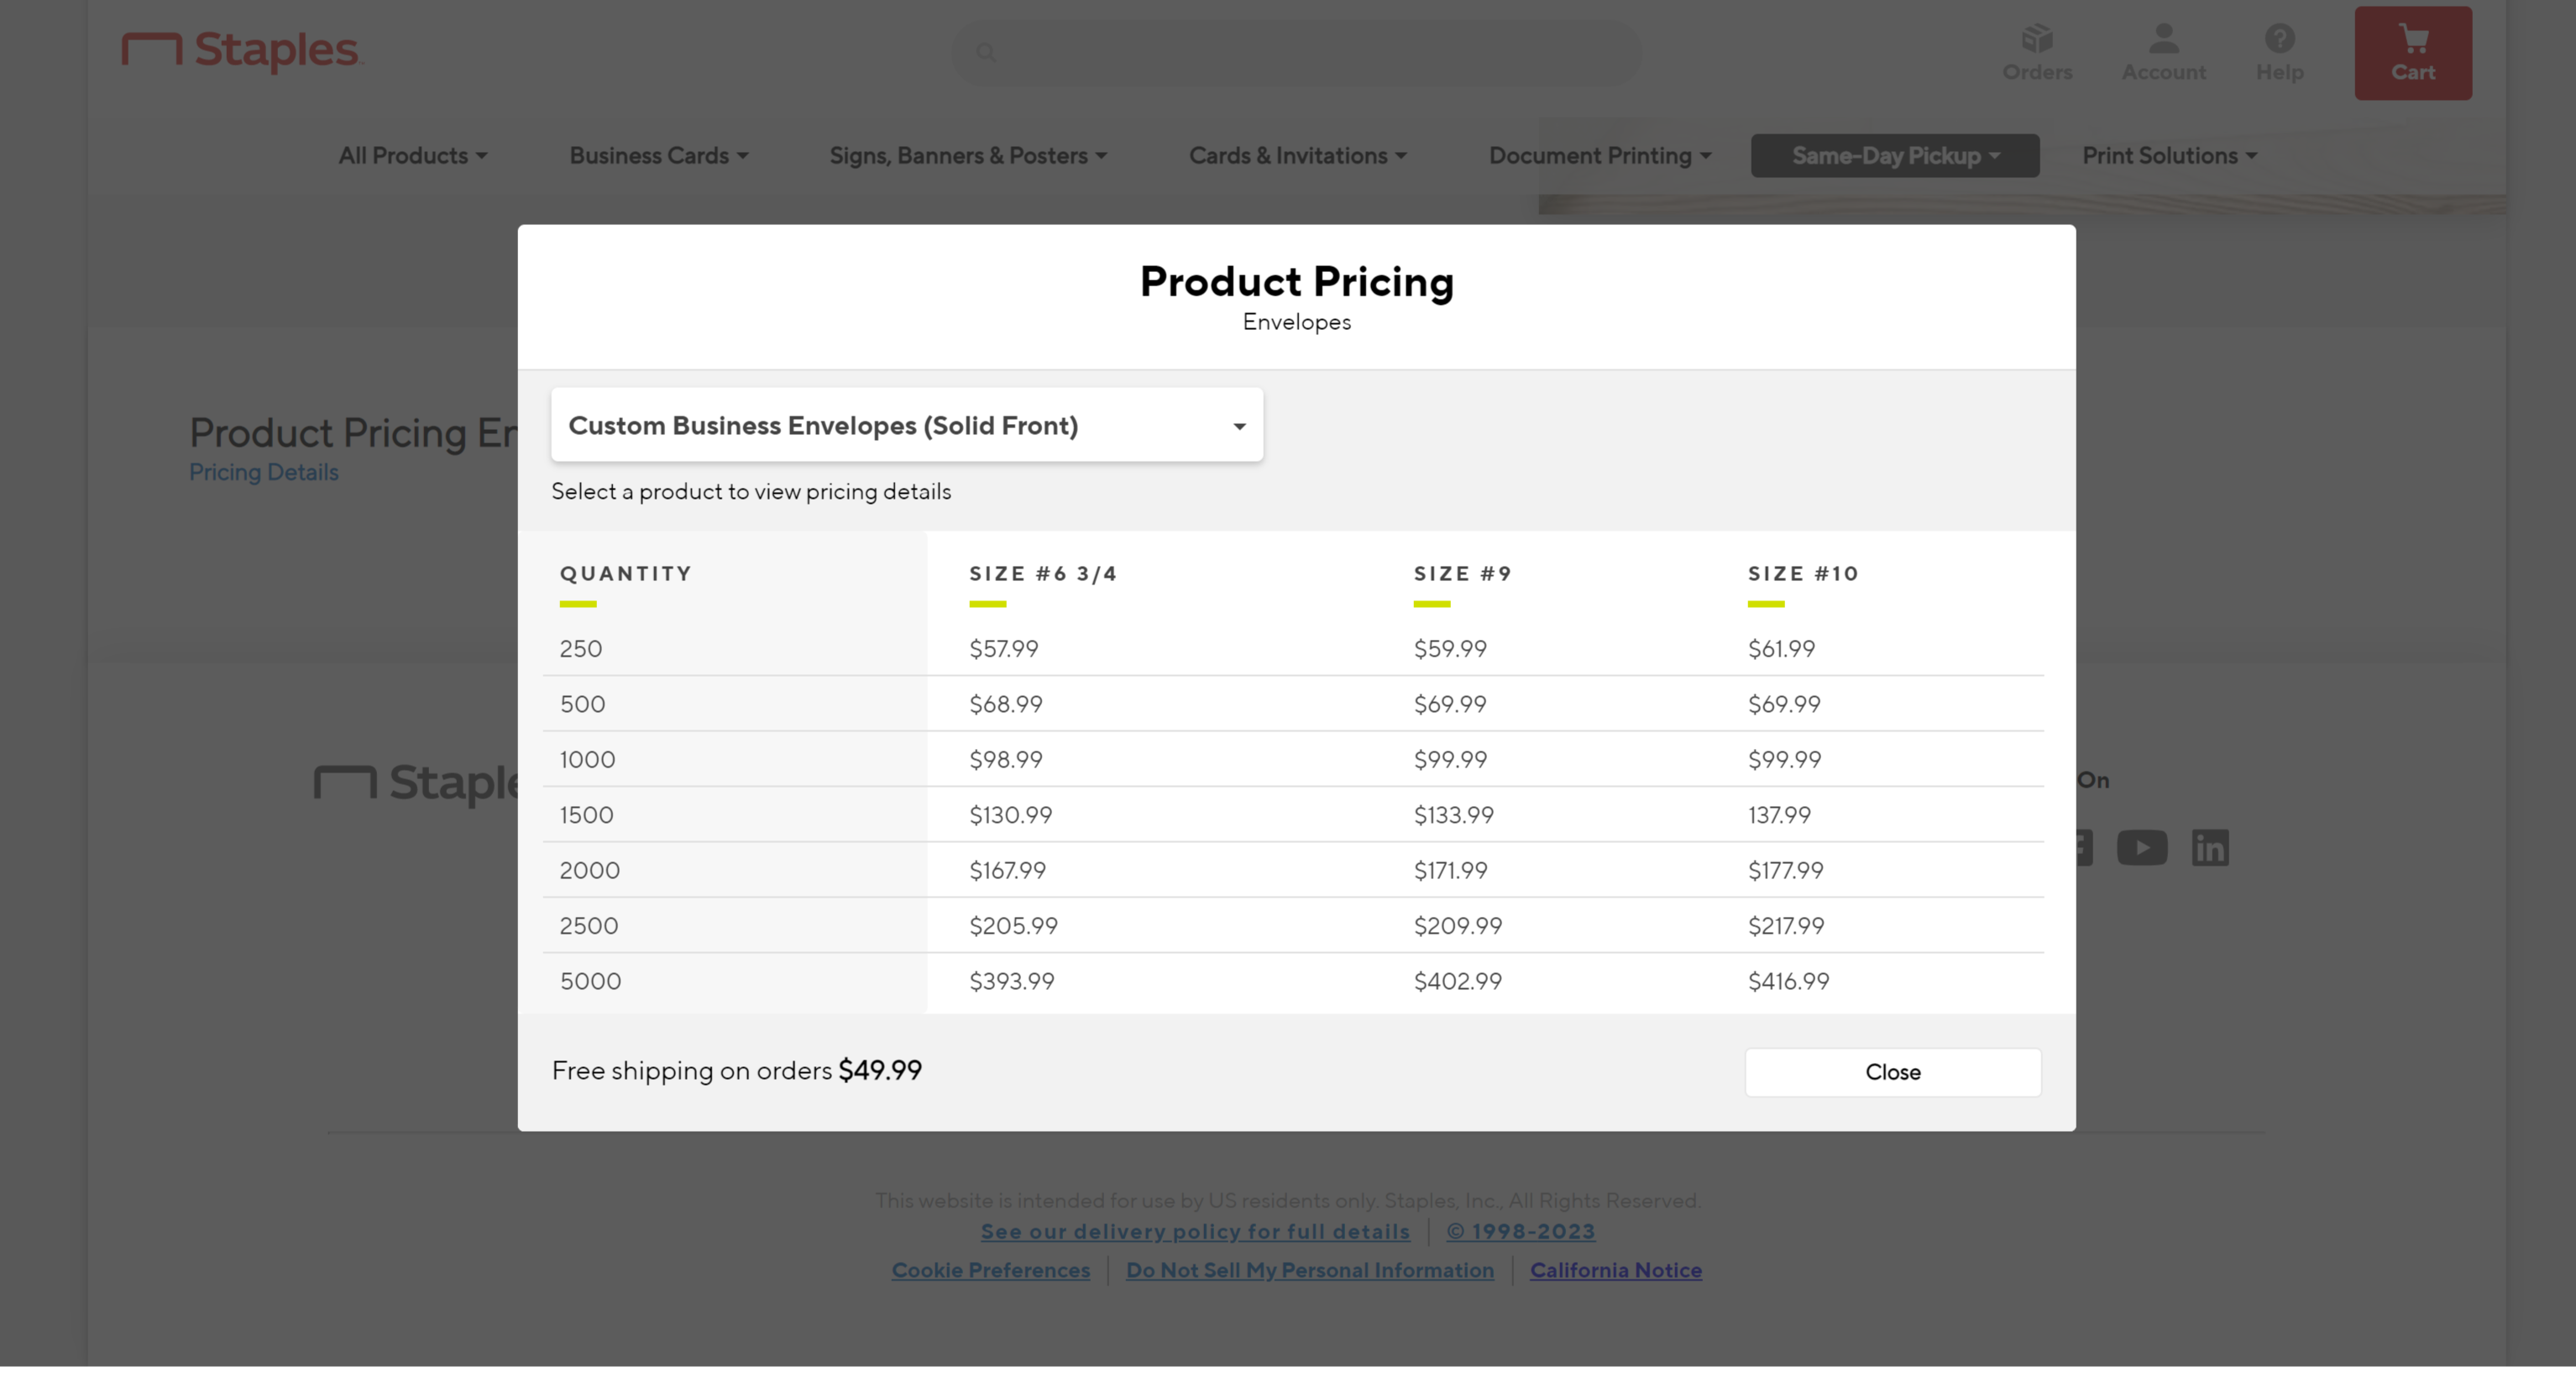 Staples
Orders
Account
Help
Cart
All Products
Business Cards
Signs, Banners & Posters
Cards & Invitations
Document Printing
Same-Day Pickup
Print Solutions
Product Pricing
Envelopes
Product Pricing En
Pricing Details
Custom Business Envelopes (Solid Front)
Select a product to view pricing details
QUANTITY SIZE #6 3/4 SIZE #9 SIZE #10
250 $57.99 $59.99 $61.99
500 $68.99 $69.99 $69.99
1000 $98.99 $99.99 $99.99
1500 $130.99 $133.99 137.99
2000 $167.99 $171.99 $177.99
2500 $205.99 $209.99 $217.99
5000 $393.99 $402.99 $416.99
Staple
On
Free shipping on orders $49.99
Close
This website is intended for use by US residents only. Staples, Inc., All Rights Reserved.
See our delivery policy for full details | © 1998-2023
Cookie Preferences | Do Not Sell My Personal Information | California Notice